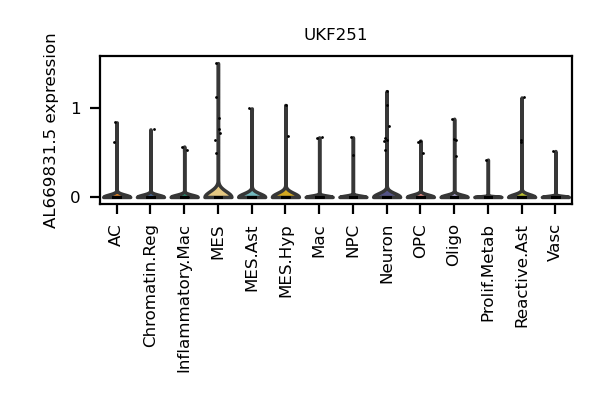 UKF251
AL669831.5 expression
1
0
AC
Chromatin.Reg
Inflammatory.Mac
MES
MES.Ast
MES.Hyp
Mac
NPC
Neuron
OPC
Oligo
Prolif.Metab
Reactive.Ast
Vasc